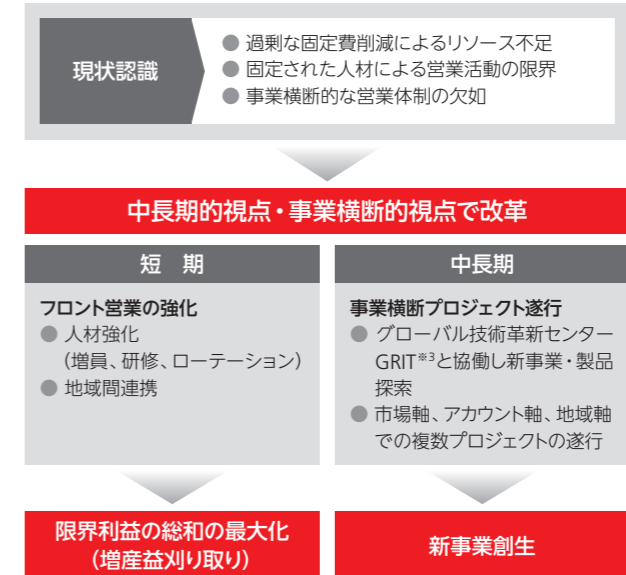 現状認識
● 過剰な固定費削減によるリソース不足
● 固定された人材による営業活動の限界
● 事業横断的な営業体制の欠如
中長期的視点・事業横断的視点で改革
短　期
フロント営業の強化
● 人材強化
（増員、研修、ローテーション）
● 地域間連携
中長期
事業横断プロジェクト遂行
● グローバル技術革新センター
GRIT※3と協働し新事業・製品
探索
● 市場軸、アカウント軸、地域軸
での複数プロジェクトの遂行
限界利益の総和の最大化
（増産益刈り取り）
新事業創生